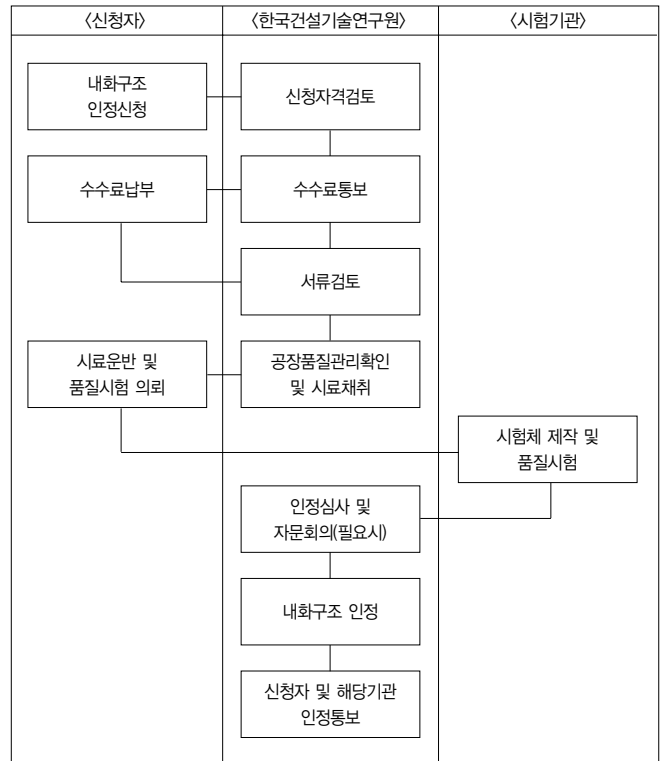 〈신청자〉
〈한국건설기술연구원〉
〈시험기관〉
내화구조
인정신청
신청자격검토
수수료납부
수수료통보
서류검토
시료운반 및
품질시험 의뢰
공장품질관리확인
및 시료채취
시험체 제작 및
품질시험
인정심사 및
자문회의(필요시)
내화구조 인정
신청자 및 해당기관
인정통보